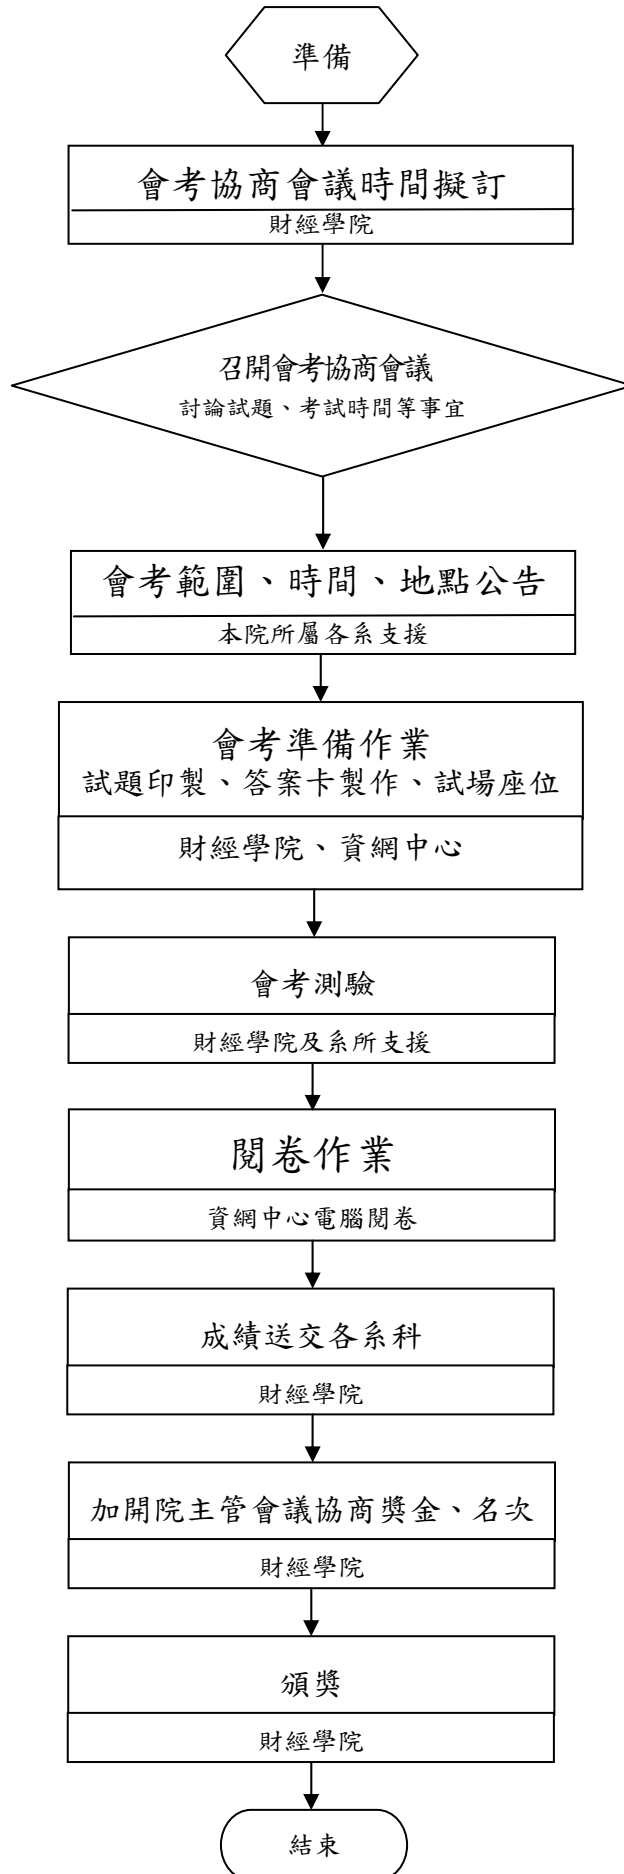 準備
會考協商會議時間擬訂
財經學院
召開會考協商會議
討論試題、考試時間等事宜
會考範圍、時間、地點公告
本院所屬各系支援
會考準備作業
試題印製、答案卡製作、試場座位
財經學院、資網中心
會考測驗
財經學院及系所支援
閱卷作業
資網中心電腦閱卷
成績送交各系科
財經學院
加開院主管會議協商獎金、名次
財經學院
頒獎
財經學院
結束